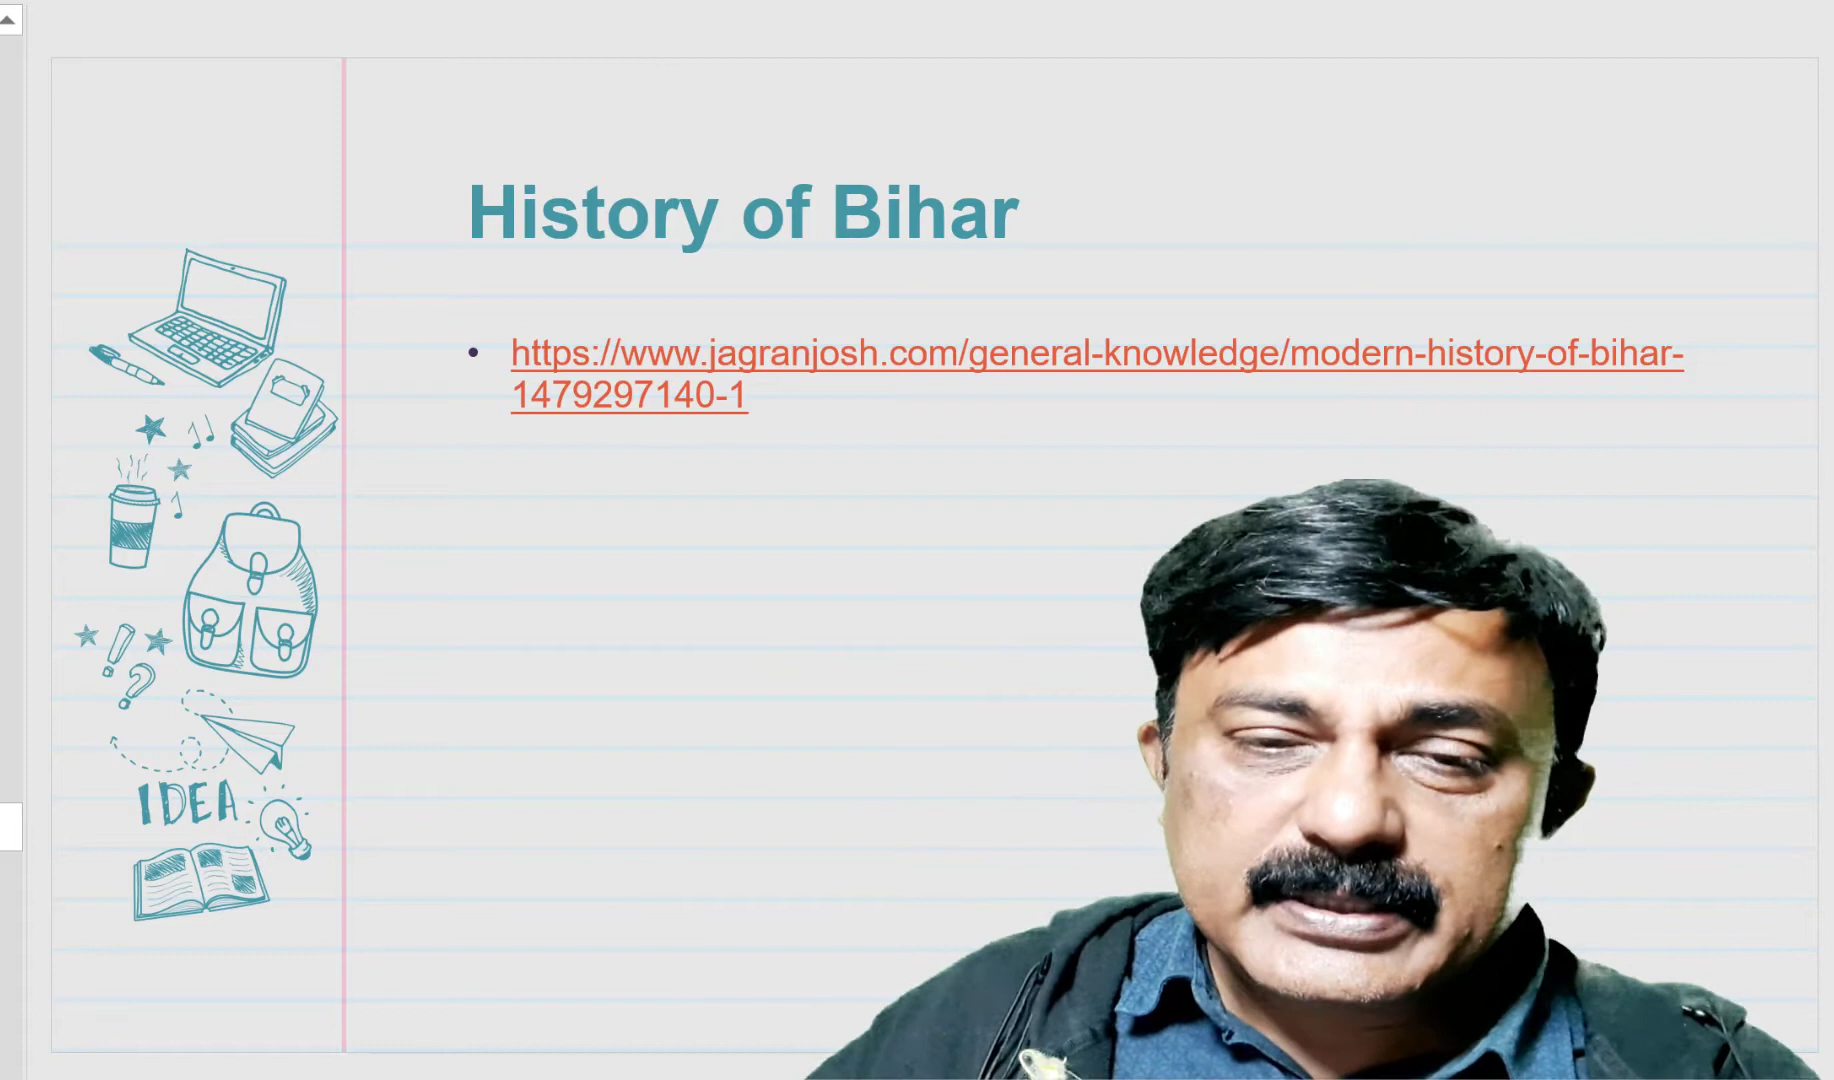 History of Bihar
• https://www.jagranjosh.com/general-knowledge/modern-history-of-bihar-
1479297140-1
IDEA